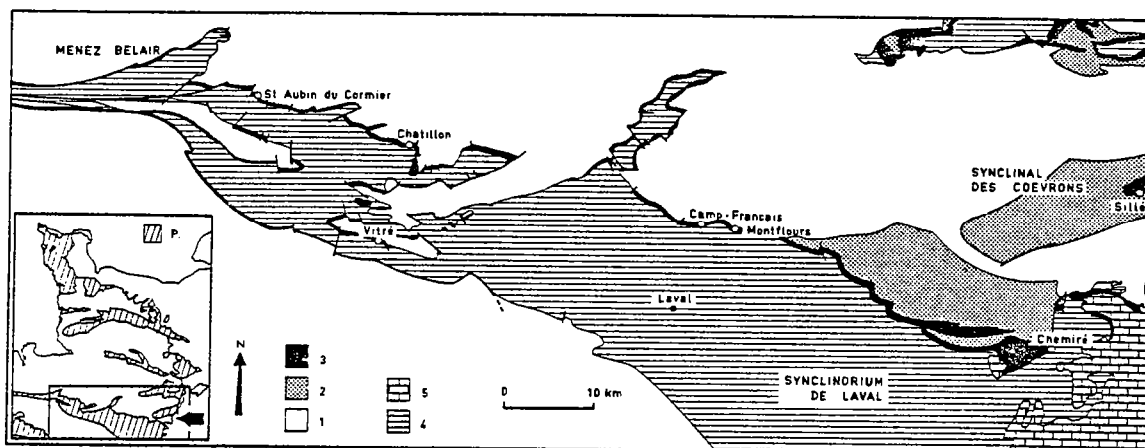 MENEZ BELAIR
St Aubin du Cormier
Chatillon
SYNCLINAL
DES COEVRONS
Sillé
Camp-Français
Montflours
Vitré
P.
Laval
Chemiré
N
3
2
1
5
4
0 10 km
SYNCLINORIUM
DE LAVAL